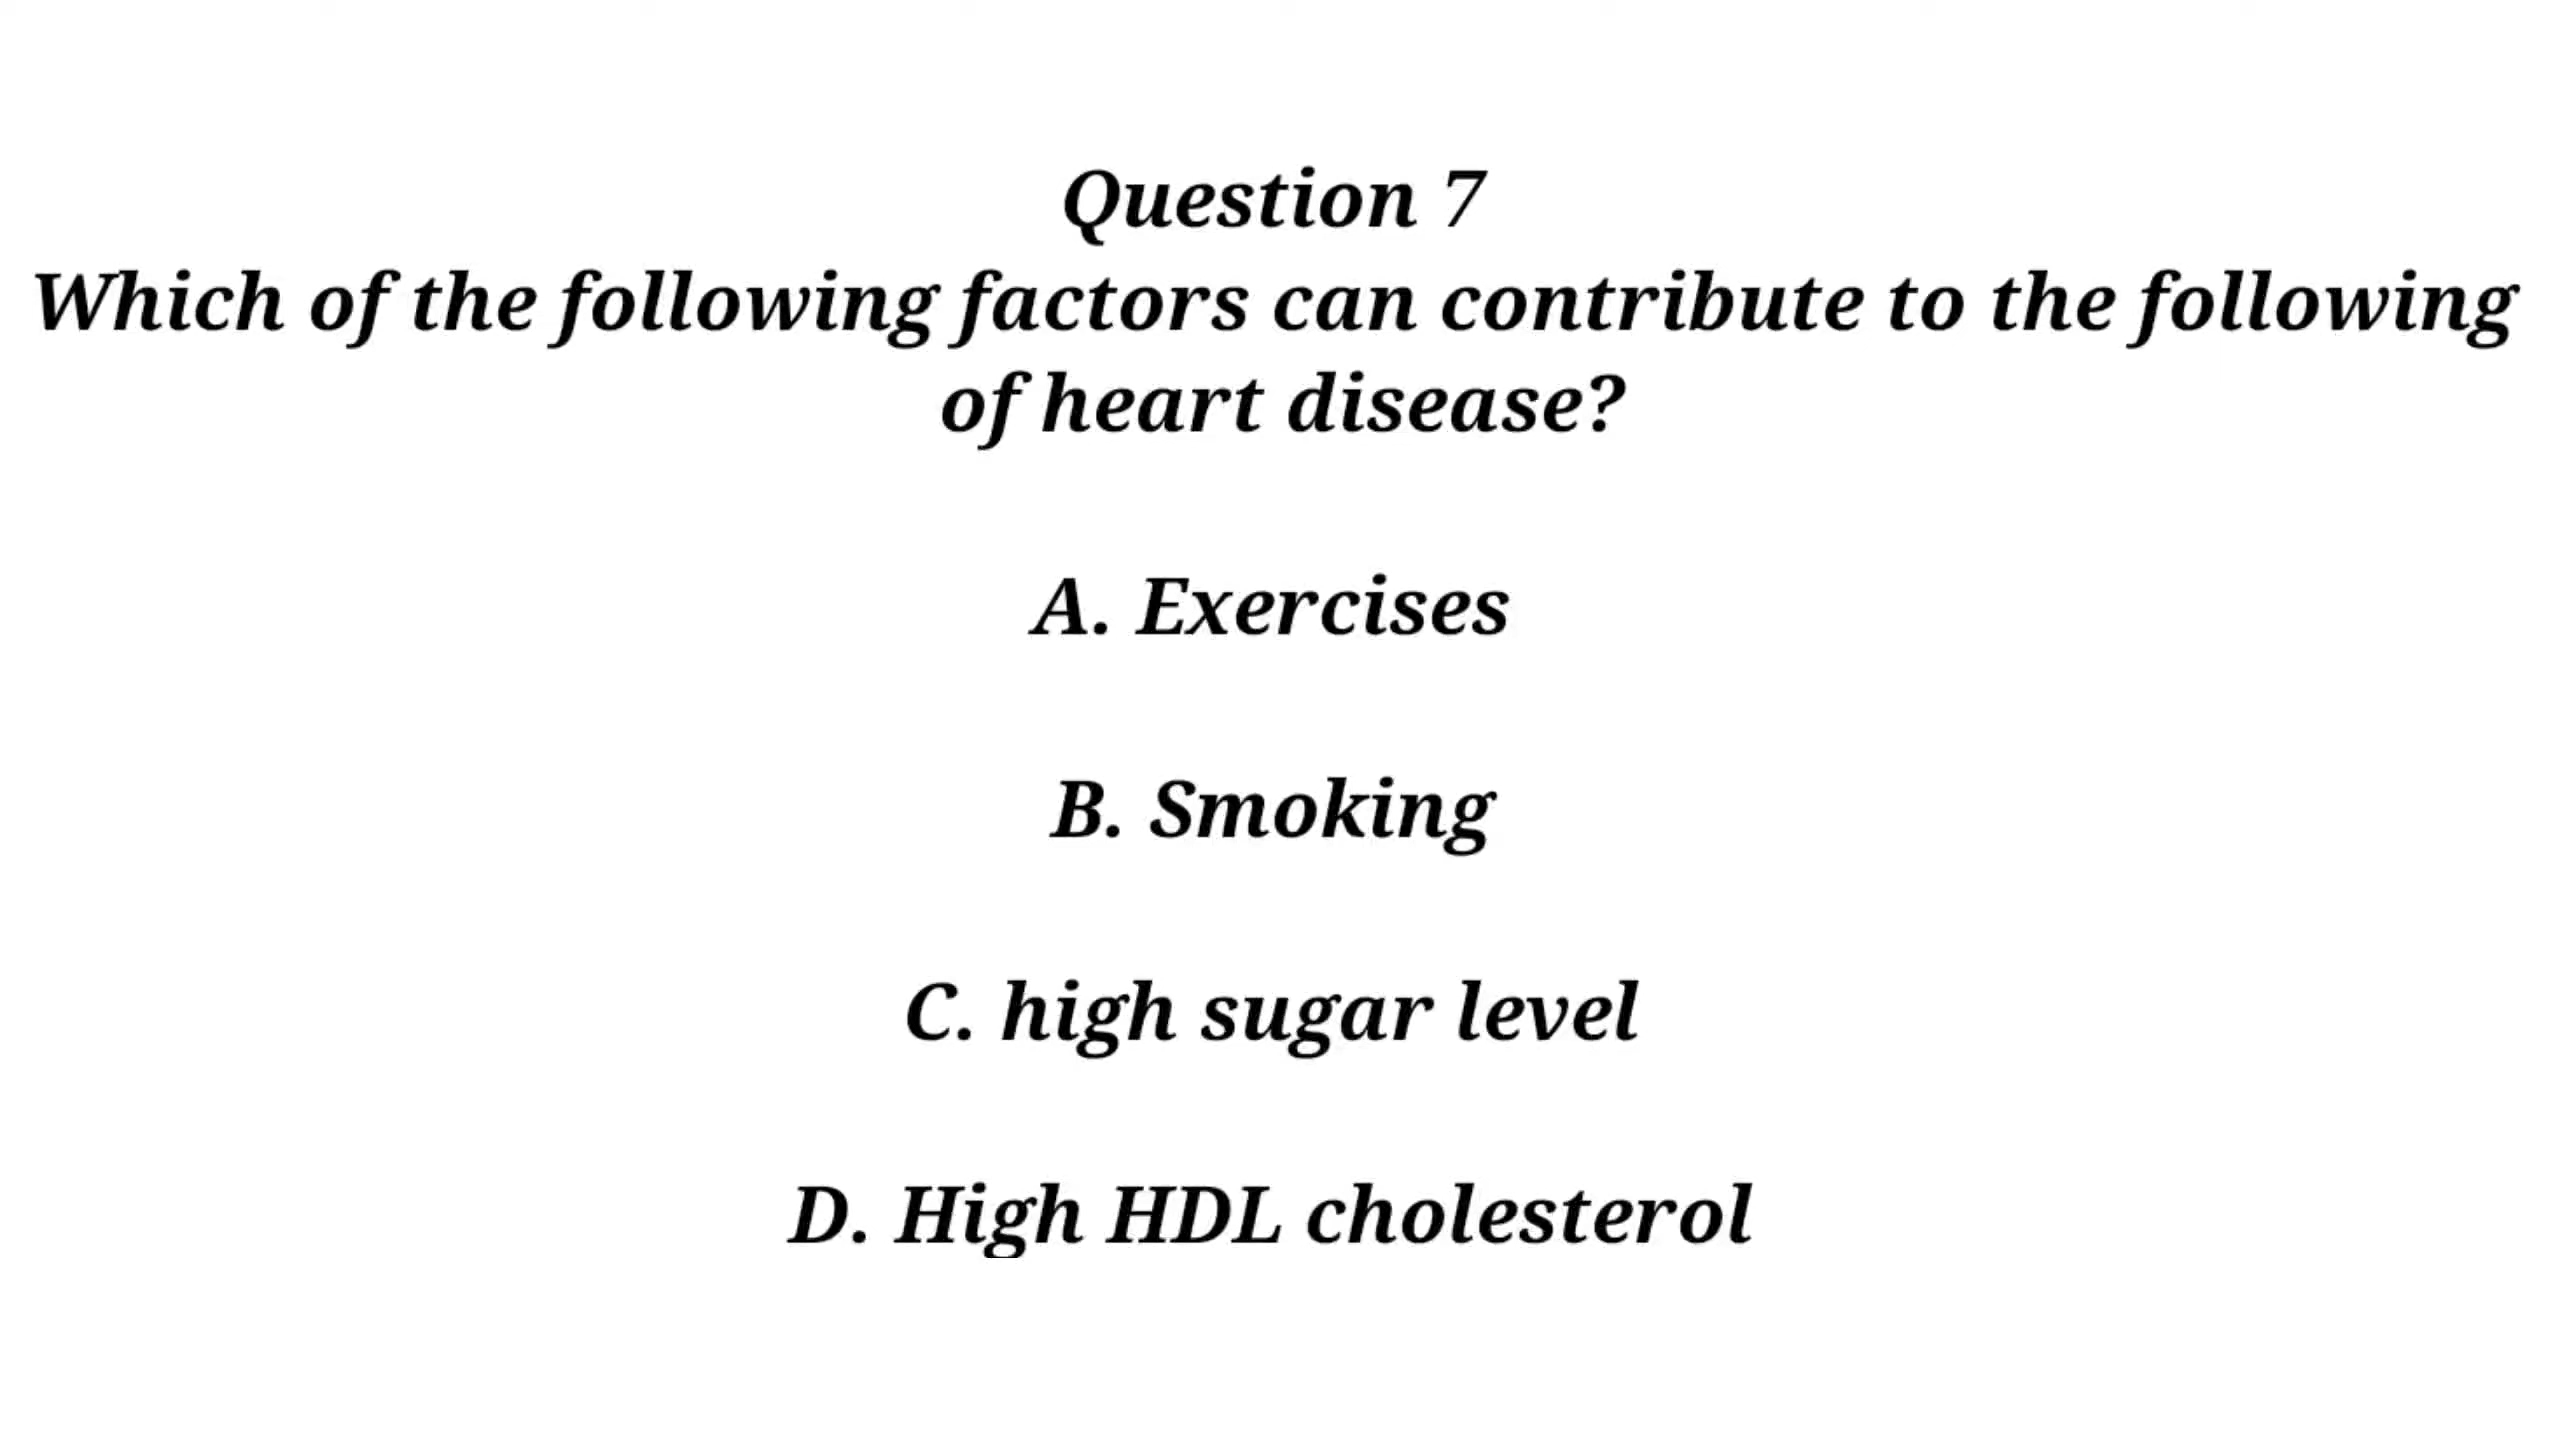 Question 7
Which of the following factors can contribute to the following
of heart disease?
A. Exercises
B. Smoking
C. high sugar level
D. High HDL cholesterol